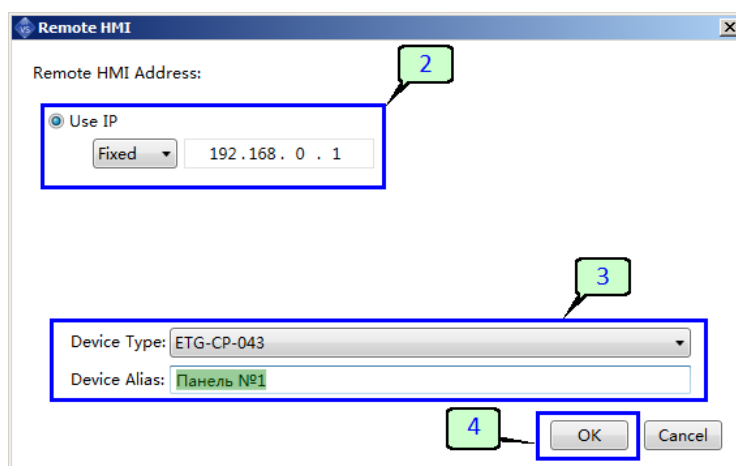 Remote HMI
Remote HMI Address:
2
Use IP
Fixed 192.168. 0 . 1
3
Device Type: ETG-CP-043
Device Alias: Панель №1
4
OK Cancel